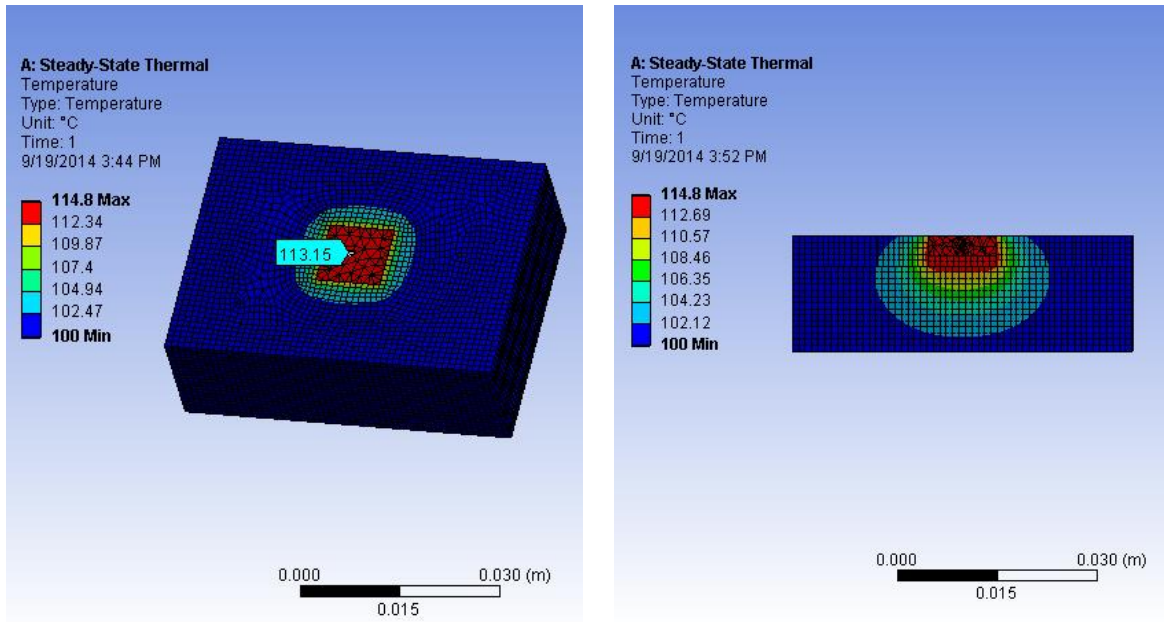 A: Steady-State Thermal
Temperature
Type: Temperature
Unit: °C
Time: 1
9/19/2014 3:44 PM
114.8 Max
112.34
109.87
107.4
104.94
102.47
100 Min
113.15
0.000 0.030 (m)
0.015
A: Steady-State Thermal
Temperature
Type: Temperature
Unit: °C
Time: 1
9/19/2014 3:52 PM
114.8 Max
112.69
110.57
108.46
106.35
104.23
102.12
100 Min
0.000 0.030 (m)
0.015